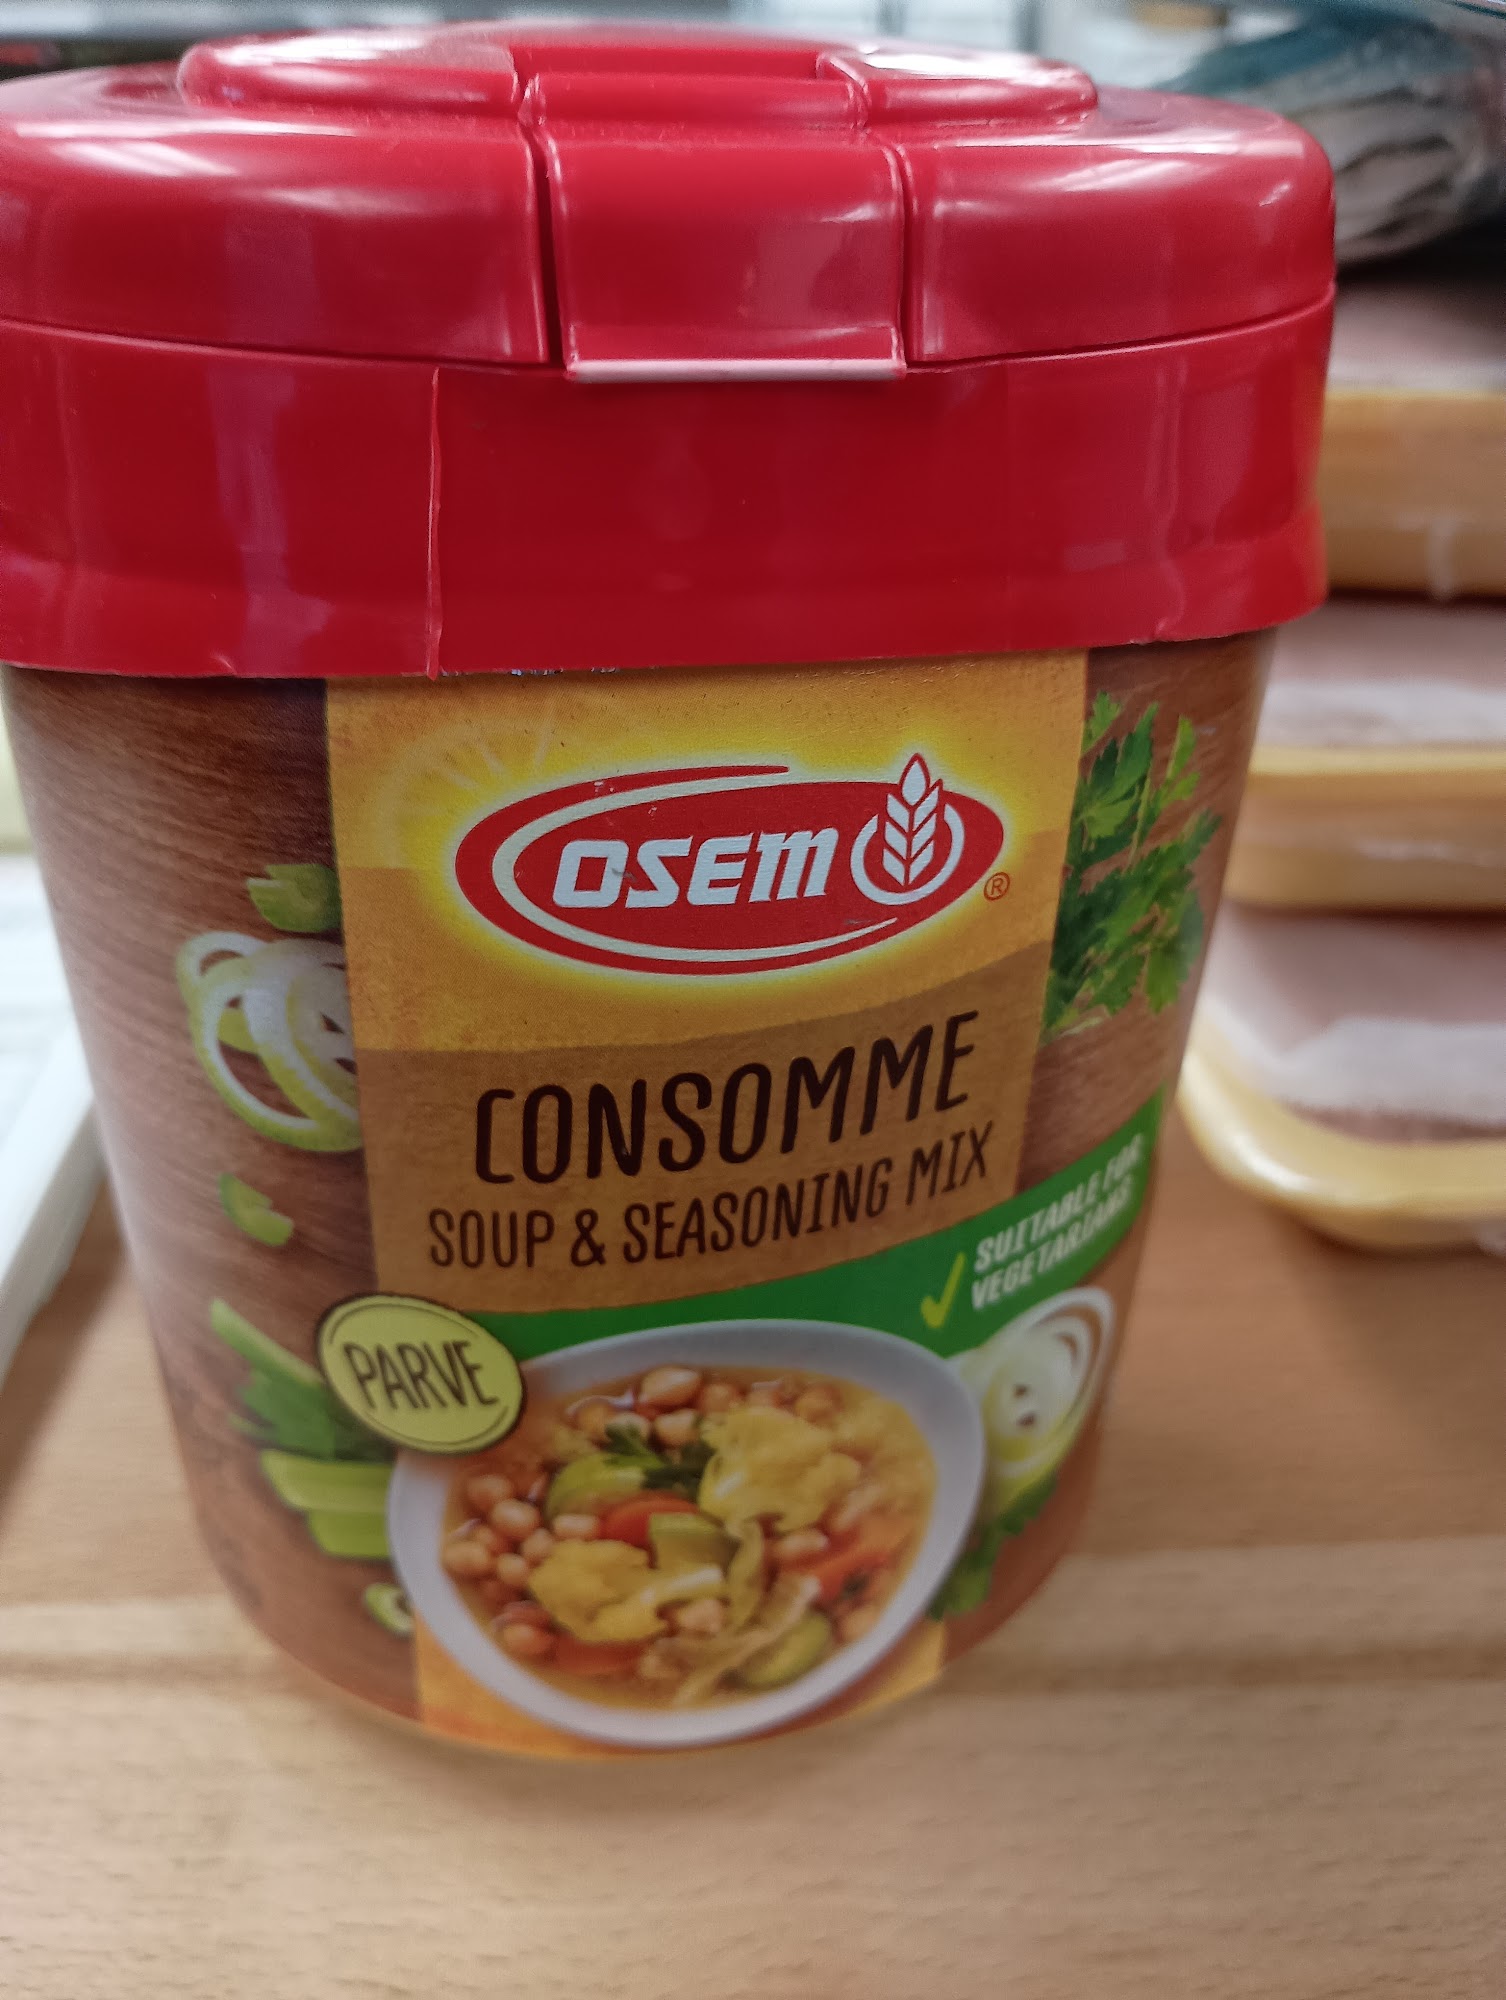 OSEM ®
CONSOMME
SOUP & SEASONING MIX
SUITABLE FOR
VEGETARIANS
PARVE